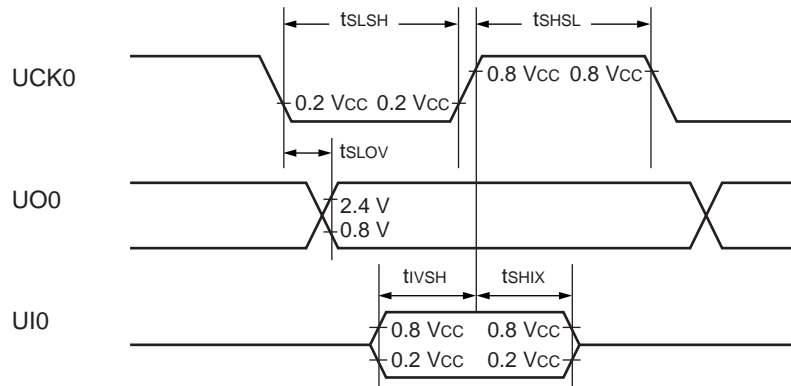 tSLSH tSHSL
UCK0
0.8 VCC 0.8 VCC
0.2 VCC 0.2 VCC
tSLOV
UO0
2.4 V
0.8 V
tIVSH tSHIX
UI0
0.8 VCC 0.8 VCC
0.2 VCC 0.2 VCC